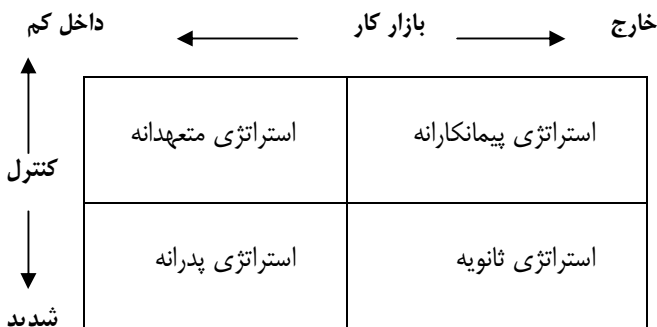 خارج بازار کار داخل کم
استراتژی پیمانکارانه استراتژی متعهدانه
کنترل
استراتژی ثانویه استراتژی پدرانه
شدید